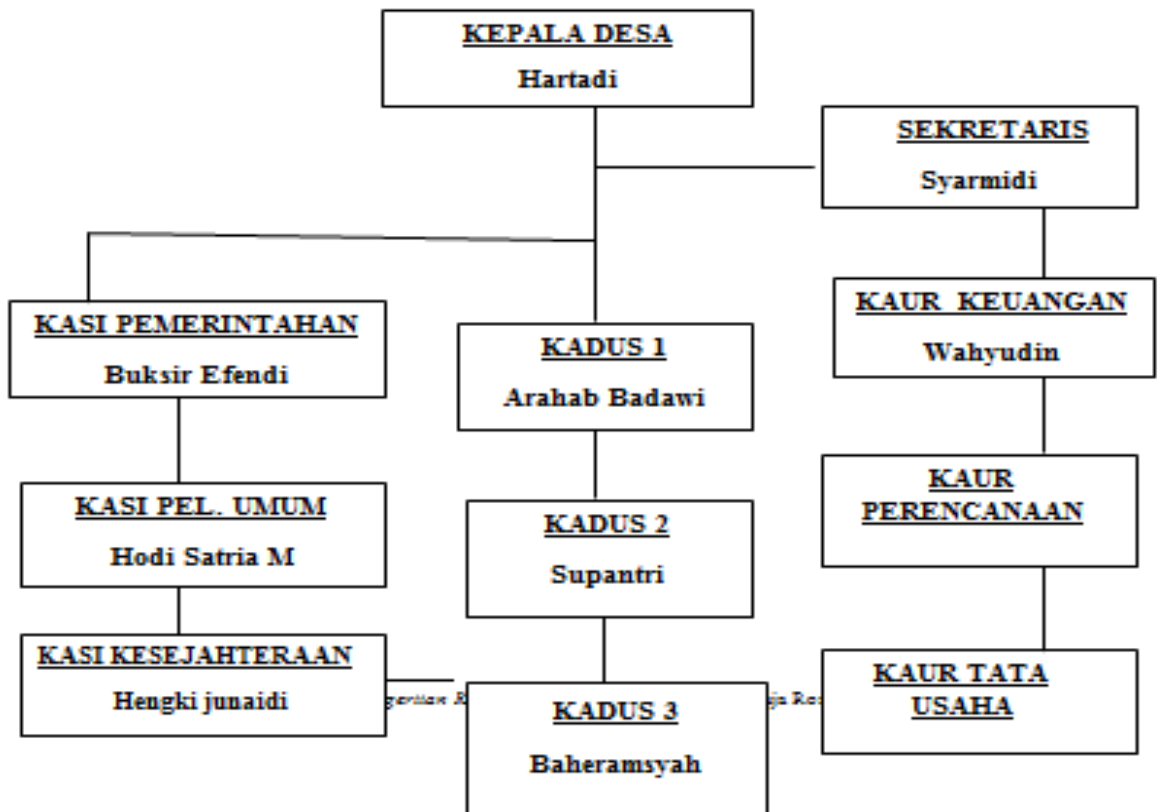 KEPALA DESA
Hartadi
SEKRETARIS
Syarmidi
KASI PEMERINTAHAN
Buksir Efendi
KADUS 1
Arahab Badawi
KAUR KEUANGAN
Wahyudin
KASI PEL. UMUM
Hodi Satria M
KADUS 2
Supantri
KAUR
PERENCANAAN
KASI KESEJAHTERAAN
Hengki junaidi
KADUS 3
Baheramsyah
KAUR TATA
USAHA